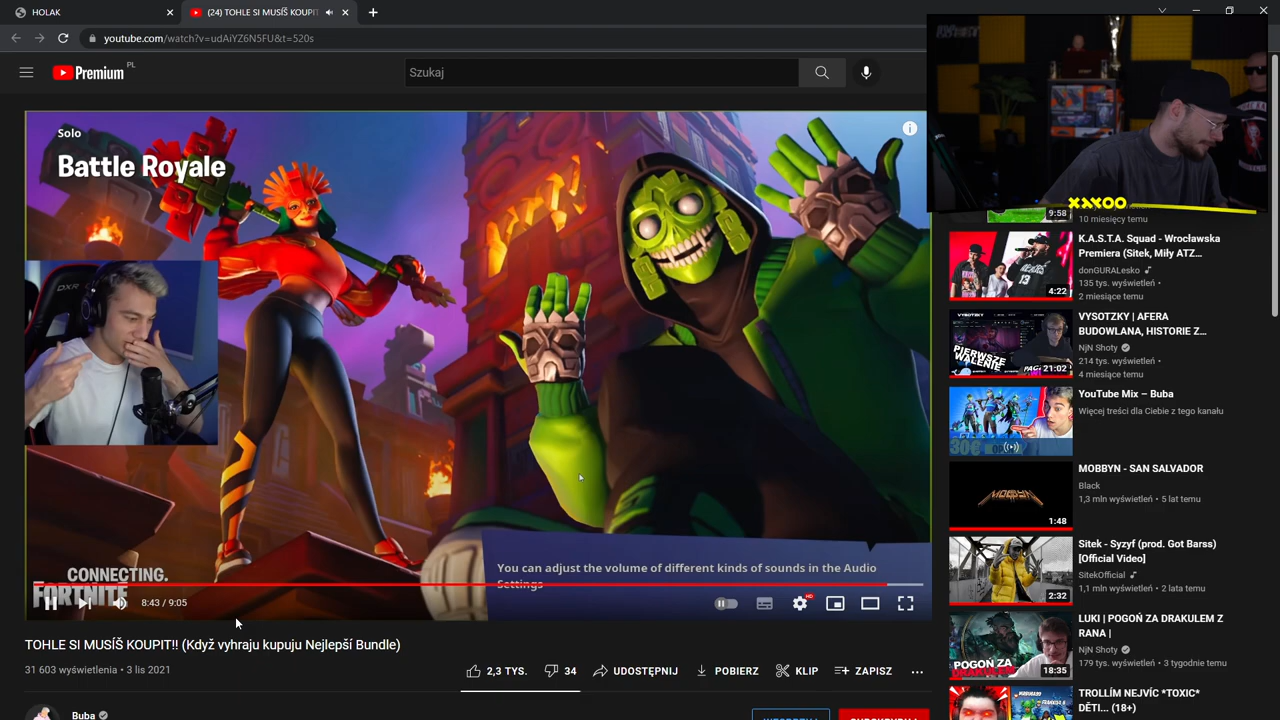 HOLAK
(24) TOHLE SI MUSÍŠ KOUPIT
youtube.com/watch?v=udAiYZ6N5FU&t=520s
Premium PL
Szukaj
Solo
Battle Royale
DXR
CONNECTING.
FORTNITE
You can adjust the volume of different kinds of sounds in the Audio
Settings
8:43 / 9:05
HD
TOHLE SI MUSÍŠ KOUPIT!! (Když vyhraju kupuju Nejlepší Bundle)
31 603 wyświetlenia • 3 lis 2021
2,3 TYS.
34
UDOSTĘPNIJ
POBIERZ
KLIP
ZAPISZ
Buba
XAYOO
9:58
10 miesięcy temu
K.A.S.T.A. Squad - Wrocławska
Premiera (Sitek, Miły ATZ...
donGURALesko
135 tys. wyświetleń •
2 miesiące temu
4:22
VYSOTZKY | AFERA
BUDOWLANA, HISTORIE Z...
NjN Shoty
214 tys. wyświetleń •
4 miesiące temu
PIERWSZE
WALENIE
21:02
YouTube Mix – Buba
Więcej treści dla Ciebie z tego kanału
MOBBYN - SAN SALVADOR
Black
1,3 mln wyświetleń • 5 lat temu
MOBBYN
1:48
Sitek - Syzyf (prod. Got Barss)
[Official Video]
SitekOfficial
1,1 mln wyświetleń • 2 lata temu
2:32
LUKI | POGOŃ ZA DRAKULEM Z
RANA |
NjN Shoty
179 tys. wyświetleń • 3 tygodnie temu
POGOŃ ZA
DRAKULEM
18:35
TROLLÍM NEJVÍC *TOXIC*
DĚTI... (18+)